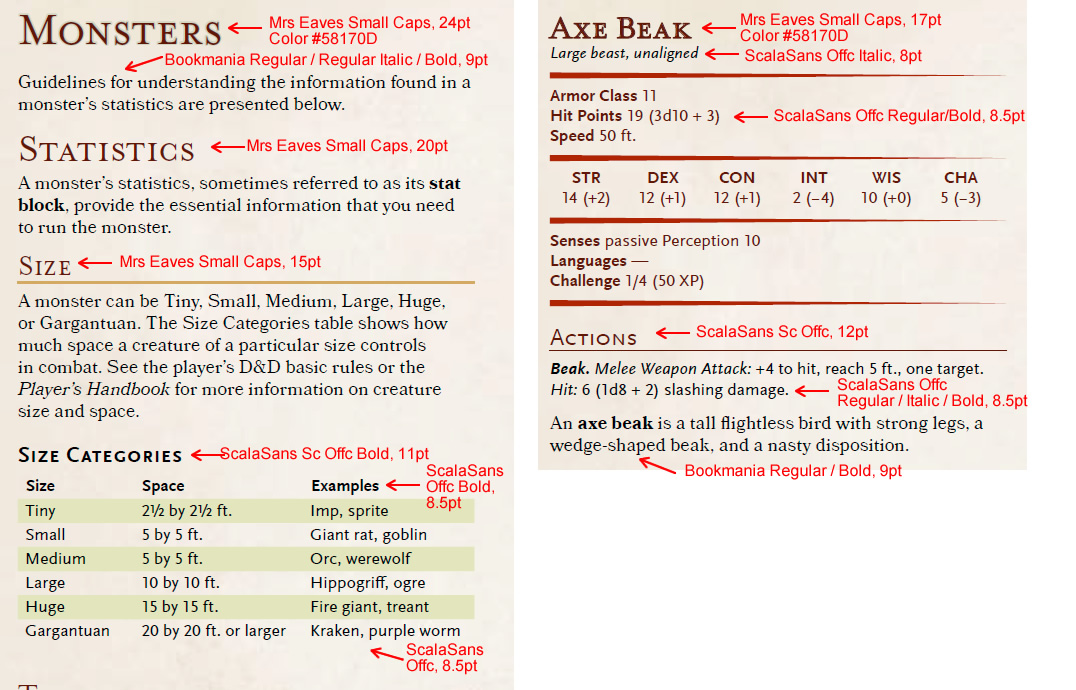 MONSTERS
Mrs Eaves Small Caps, 24pt
Color #58170D
Bookmania Regular / Regular Italic / Bold, 9pt
Guidelines for understanding the information found in a
monster's statistics are presented below.
STATISTICS
Mrs Eaves Small Caps, 20pt
A monster's statistics, sometimes referred to as its stat
block, provide the essential information that you need
to run the monster.
SIZE
Mrs Eaves Small Caps, 15pt
A monster can be Tiny, Small, Medium, Large, Huge,
or Gargantuan. The Size Categories table shows how
much space a creature of a particular size controls
in combat. See the player's D&D basic rules or the
Player's Handbook for more information on creature
size and space.
SIZE CATEGORIES
ScalaSans Sc Offc Bold, 11pt
Size Space Examples
ScalaSans
Offc Bold,
8.5pt
Tiny 2½ by 2½ ft. Imp, sprite
Small 5 by 5 ft. Giant rat, goblin
Medium 5 by 5 ft. Orc, werewolf
Large 10 by 10 ft. Hippogriff, ogre
Huge 15 by 15 ft. Fire giant, treant
Gargantuan 20 by 20 ft. or larger Kraken, purple worm
ScalaSans
Offc, 8.5pt
AXE BEAK
Mrs Eaves Small Caps, 17pt
Color #58170D
Large beast, unaligned
ScalaSans Offc Italic, 8pt
Armor Class 11
Hit Points 19 (3d10 + 3)
ScalaSans Offc Regular/Bold, 8.5pt
Speed 50 ft.
STR DEX CON INT WIS CHA
14 (+2) 12 (+1) 12 (+1) 2 (−4) 10 (+0) 5 (−3)
Senses passive Perception 10
Languages —
Challenge 1/4 (50 XP)
ACTIONS
ScalaSans Sc Offc, 12pt
Beak. Melee Weapon Attack: +4 to hit, reach 5 ft., one target.
Hit: 6 (1d8 + 2) slashing damage.
ScalaSans Offc
Regular / Italic / Bold, 8.5pt
An axe beak is a tall flightless bird with strong legs, a
wedge-shaped beak, and a nasty disposition.
Bookmania Regular / Bold, 9pt